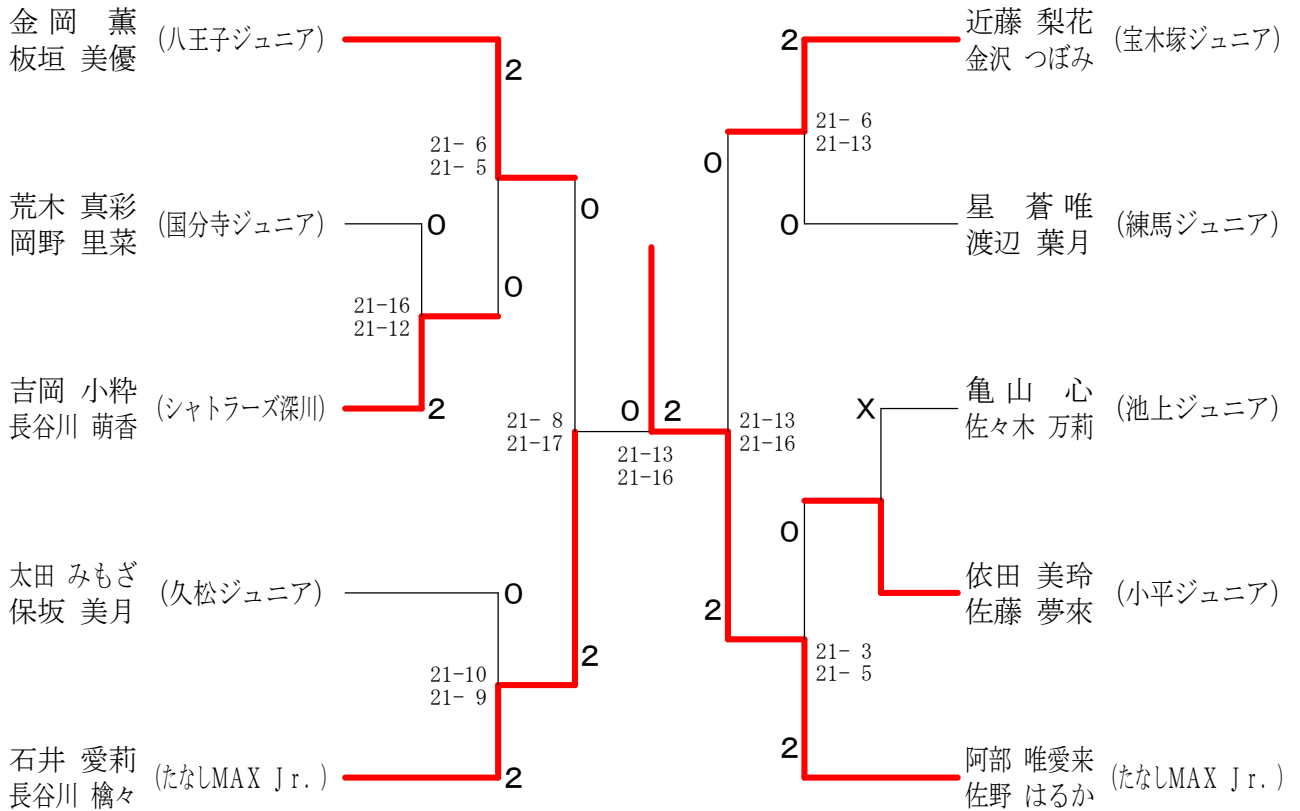 金岡 薫
板垣 美優
(八王子ジュニア)
2
21- 6
21- 5
荒木 真彩
岡野 里菜
(国分寺ジュニア)
0
0
0
21-16
21-12
吉岡 小粋
長谷川 萌香
(シャトラーズ深川)
2
21- 8
21-17
太田 みもざ
保坂 美月
(久松ジュニア)
0
2
21-10
21- 9
石井 愛莉
長谷川 檎々
(たなしMAX Jr.)
2
0
2
21-13
21-16
近藤 梨花
金沢 つぼみ
(宝木塚ジュニア)
2
21- 6
21-13
0
星 蒼唯
渡辺 葉月
(練馬ジュニア)
0
21-13
21-16
亀山 心
佐々木 万莉
(池上ジュニア)
X
0
依田 美玲
佐藤 夢來
(小平ジュニア)
2
21- 3
21- 5
阿部 唯愛来
佐野 はるか
(たなしMAX Jr.)
2